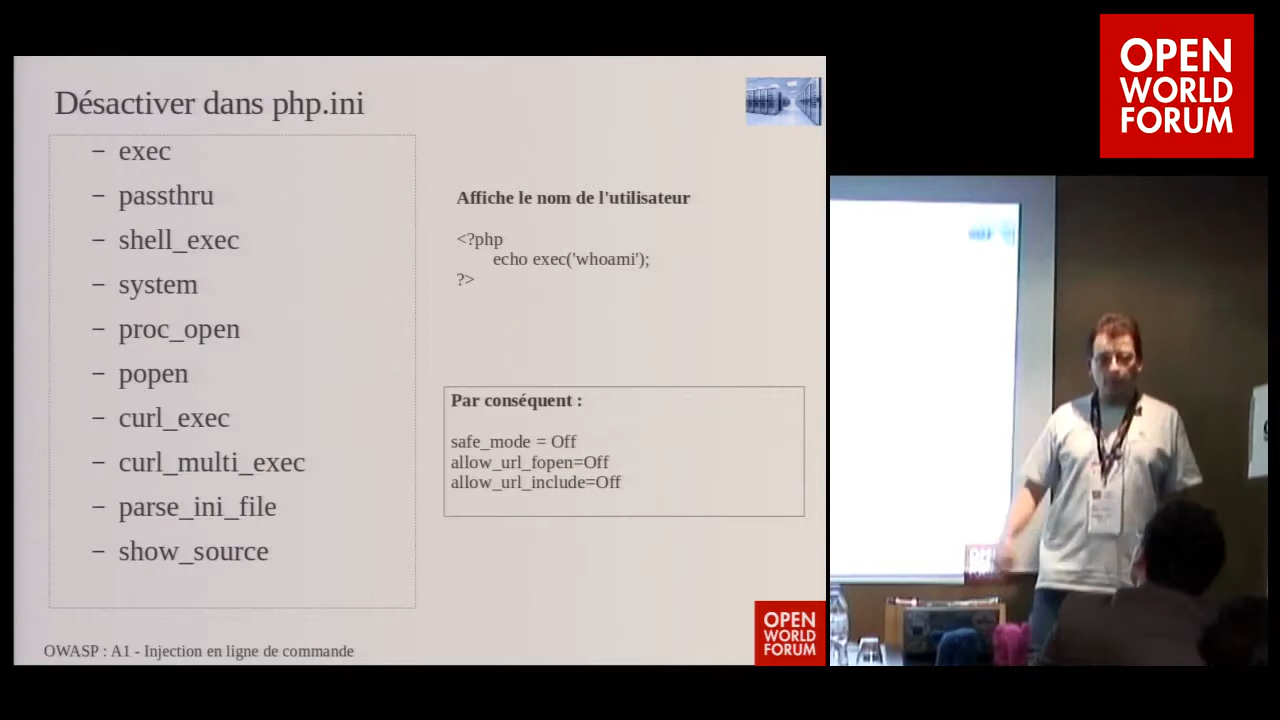 OPEN
WORLD
FORUM
Désactiver dans php.ini
– exec
– passthru
– shell_exec
– system
– proc_open
– popen
– curl_exec
– curl_multi_exec
– parse_ini_file
– show_source
Affiche le nom de l'utilisateur
<?php
echo exec('whoami');
?>
Par conséquent :
safe_mode = Off
allow_url_fopen=Off
allow_url_include=Off
OWASP : A1 - Injection en ligne de commande
OPEN
WORLD
FORUM